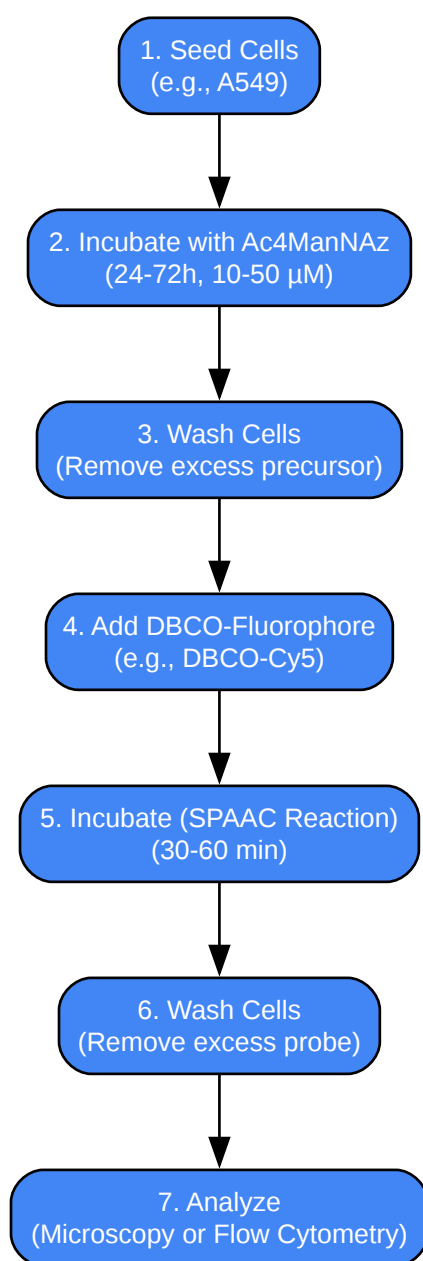 1. Seed Cells
(e.g., A549)
2. Incubate with Ac4ManNAz
(24-72h, 10-50 µM)
3. Wash Cells
(Remove excess precursor)
4. Add DBCO-Fluorophore
(e.g., DBCO-Cy5)
5. Incubate (SPAAC Reaction)
(30-60 min)
6. Wash Cells
(Remove excess probe)
7. Analyze
(Microscopy or Flow Cytometry)